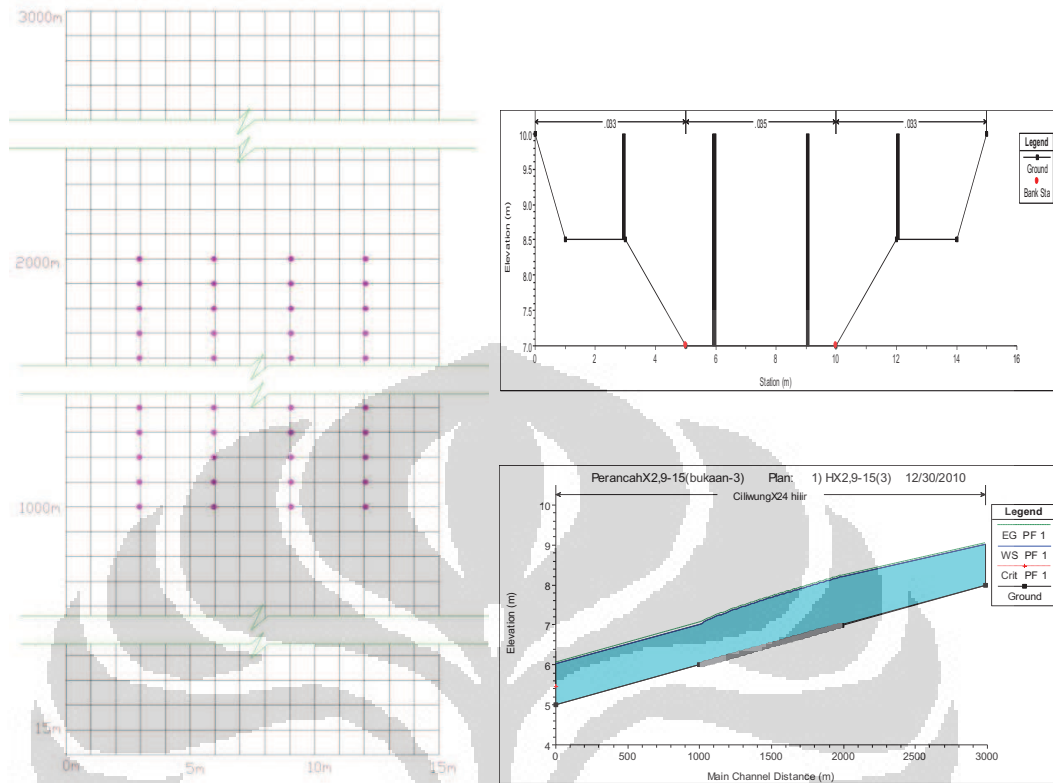 3000m
2000m
1000m
15m
0m 5m 10m 15m
.033 .035 .033
Legend
Ground
Bank Sta
10.0
9.5
9.0
8.5
8.0
7.5
7.0
Elevation (m)
0 2 4 6 8 10 12 14 16
Station (m)
PerancahX2,9-15(bukaan-3) Plan: 1) HX2,9-15(3) 12/30/2010
CiliwungX24 hilir
Legend
EG PF 1
WS PF 1
Crit PF 1
Ground
10
9
8
7
6
5
4
Elevation (m)
0 500 1000 1500 2000 2500 3000
Main Channel Distance (m)